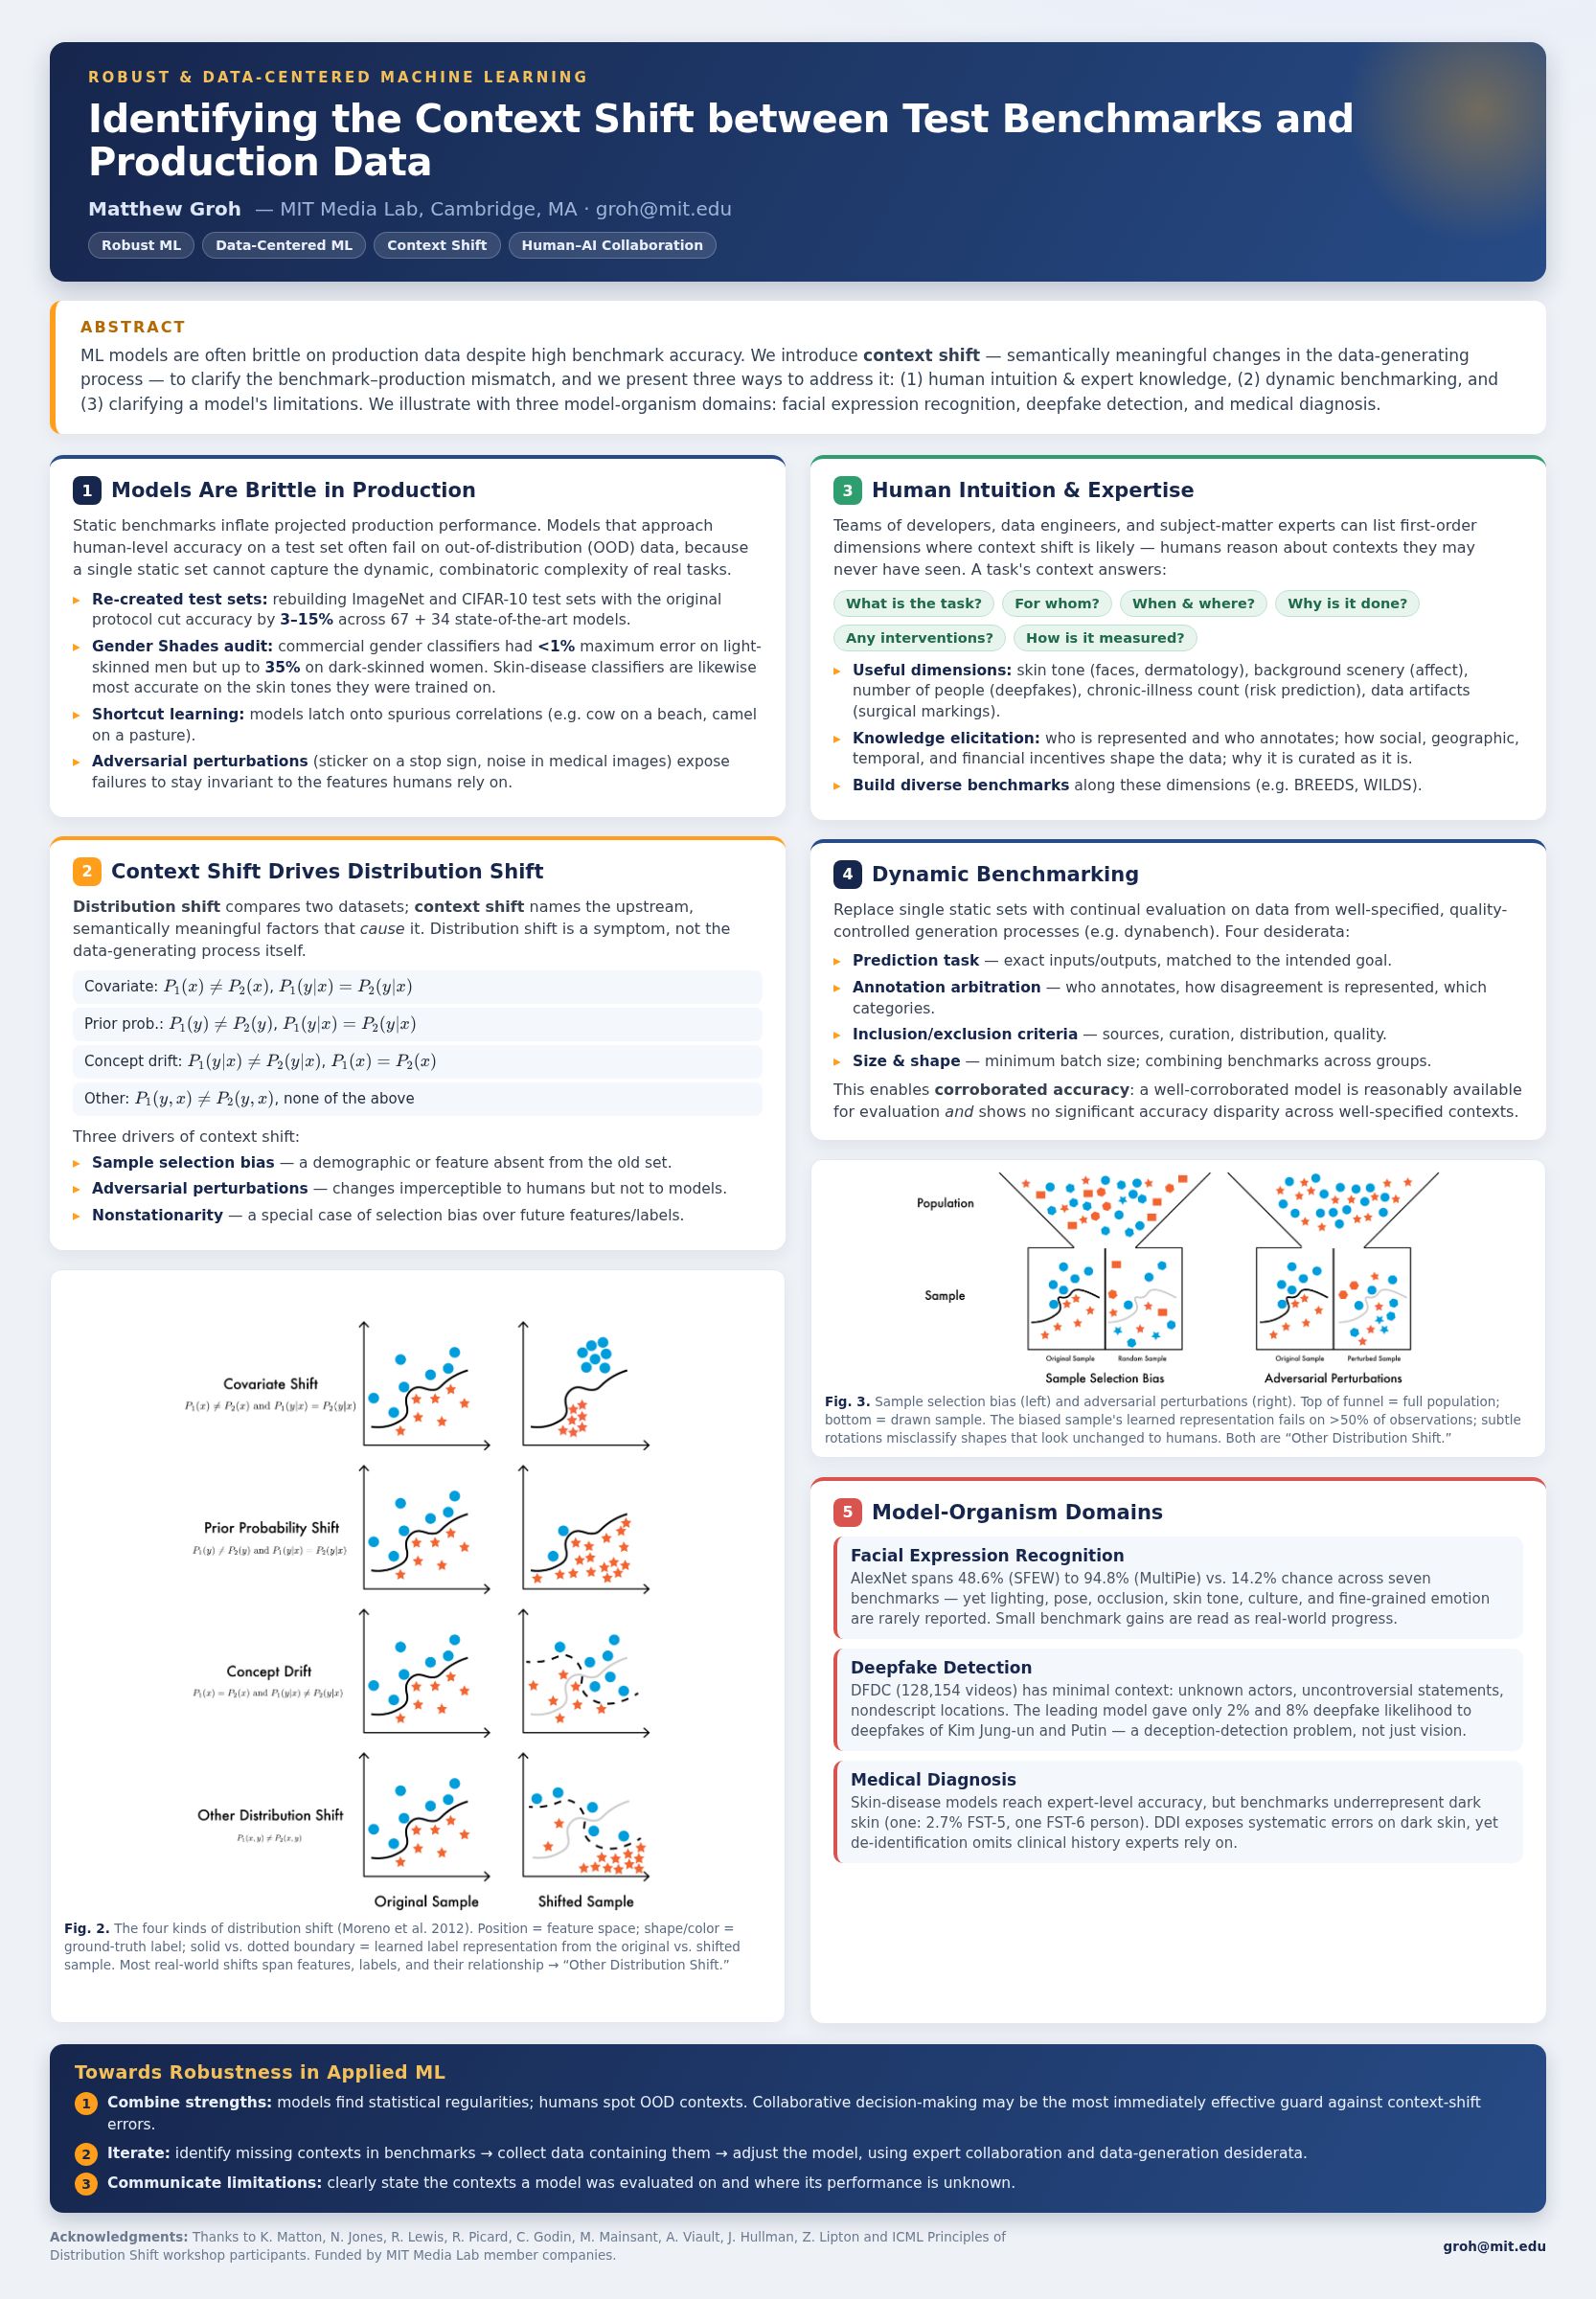 ROBUST & DATA-CENTERED MACHINE LEARNING
Identifying the Context Shift between Test Benchmarks and
Production Data
Matthew Groh — MIT Media Lab, Cambridge, MA · groh@mit.edu
Robust ML
Data-Centered ML
Context Shift
Human–AI Collaboration
ABSTRACT
ML models are often brittle on production data despite high benchmark accuracy. We introduce context shift — semantically meaningful changes in the data-generating
process — to clarify the benchmark–production mismatch, and we present three ways to address it: (1) human intuition & expert knowledge, (2) dynamic benchmarking, and
(3) clarifying a model's limitations. We illustrate with three model-organism domains: facial expression recognition, deepfake detection, and medical diagnosis.
1 Models Are Brittle in Production
Static benchmarks inflate projected production performance. Models that approach
human-level accuracy on a test set often fail on out-of-distribution (OOD) data, because
a single static set cannot capture the dynamic, combinatoric complexity of real tasks.
▸ Re-created test sets: rebuilding ImageNet and CIFAR-10 test sets with the original
protocol cut accuracy by 3–15% across 67 + 34 state-of-the-art models.
▸ Gender Shades audit: commercial gender classifiers had <1% maximum error on light-
skinned men but up to 35% on dark-skinned women. Skin-disease classifiers are likewise
most accurate on the skin tones they were trained on.
▸ Shortcut learning: models latch onto spurious correlations (e.g. cow on a beach, camel
on a pasture).
▸ Adversarial perturbations (sticker on a stop sign, noise in medical images) expose
failures to stay invariant to the features humans rely on.
2 Context Shift Drives Distribution Shift
Distribution shift compares two datasets; context shift names the upstream,
semantically meaningful factors that cause it. Distribution shift is a symptom, not the
data-generating process itself.
Covariate: P₁(x) ≠ P₂(x), P₁(y|x) = P₂(y|x)
Prior prob.: P₁(y) ≠ P₂(y), P₁(y|x) = P₂(y|x)
Concept drift: P₁(y|x) ≠ P₂(y|x), P₁(x) = P₂(x)
Other: P₁(y, x) ≠ P₂(y, x), none of the above
Three drivers of context shift:
▸ Sample selection bias — a demographic or feature absent from the old set.
▸ Adversarial perturbations — changes imperceptible to humans but not to models.
▸ Nonstationarity — a special case of selection bias over future features/labels.
Covariate Shift
P₁(x) ≠ P₂(x) and P₁(y|x) = P₂(y|x)
Prior Probability Shift
P₁(y) ≠ P₂(y) and P₁(y|x) = P₂(y|x)
Concept Drift
P₁(x) = P₂(x) and P₁(y|x) ≠ P₂(y|x)
Other Distribution Shift
P₁(x, y) ≠ P₂(x, y)
Original Sample
Shifted Sample
Fig. 2. The four kinds of distribution shift (Moreno et al. 2012). Position = feature space; shape/color =
ground-truth label; solid vs. dotted boundary = learned label representation from the original vs. shifted
sample. Most real-world shifts span features, labels, and their relationship → “Other Distribution Shift.”
3 Human Intuition & Expertise
Teams of developers, data engineers, and subject-matter experts can list first-order
dimensions where context shift is likely — humans reason about contexts they may
never have seen. A task's context answers:
What is the task?
For whom?
When & where?
Why is it done?
Any interventions?
How is it measured?
▸ Useful dimensions: skin tone (faces, dermatology), background scenery (affect),
number of people (deepfakes), chronic-illness count (risk prediction), data artifacts
(surgical markings).
▸ Knowledge elicitation: who is represented and who annotates; how social, geographic,
temporal, and financial incentives shape the data; why it is curated as it is.
▸ Build diverse benchmarks along these dimensions (e.g. BREEDS, WILDS).
4 Dynamic Benchmarking
Replace single static sets with continual evaluation on data from well-specified, quality-
controlled generation processes (e.g. dynabench). Four desiderata:
▸ Prediction task — exact inputs/outputs, matched to the intended goal.
▸ Annotation arbitration — who annotates, how disagreement is represented, which
categories.
▸ Inclusion/exclusion criteria — sources, curation, distribution, quality.
▸ Size & shape — minimum batch size; combining benchmarks across groups.
This enables corroborated accuracy: a well-corroborated model is reasonably available
for evaluation and shows no significant accuracy disparity across well-specified contexts.
Population
Sample
Original Sample
Random Sample
Original Sample
Perturbed Sample
Sample Selection Bias
Adversarial Perturbations
Fig. 3. Sample selection bias (left) and adversarial perturbations (right). Top of funnel = full population;
bottom = drawn sample. The biased sample's learned representation fails on >50% of observations; subtle
rotations misclassify shapes that look unchanged to humans. Both are “Other Distribution Shift.”
5 Model-Organism Domains
Facial Expression Recognition
AlexNet spans 48.6% (SFEW) to 94.8% (MultiPie) vs. 14.2% chance across seven
benchmarks — yet lighting, pose, occlusion, skin tone, culture, and fine-grained emotion
are rarely reported. Small benchmark gains are read as real-world progress.
Deepfake Detection
DFDC (128,154 videos) has minimal context: unknown actors, uncontroversial statements,
nondescript locations. The leading model gave only 2% and 8% deepfake likelihood to
deepfakes of Kim Jung-un and Putin — a deception-detection problem, not just vision.
Medical Diagnosis
Skin-disease models reach expert-level accuracy, but benchmarks underrepresent dark
skin (one: 2.7% FST-5, one FST-6 person). DDI exposes systematic errors on dark skin, yet
de-identification omits clinical history experts rely on.
Towards Robustness in Applied ML
1 Combine strengths: models find statistical regularities; humans spot OOD contexts. Collaborative decision-making may be the most immediately effective guard against context-shift
errors.
2 Iterate: identify missing contexts in benchmarks → collect data containing them → adjust the model, using expert collaboration and data-generation desiderata.
3 Communicate limitations: clearly state the contexts a model was evaluated on and where its performance is unknown.
Acknowledgments: Thanks to K. Matton, N. Jones, R. Lewis, R. Picard, C. Godin, M. Mainsant, A. Viault, J. Hullman, Z. Lipton and ICML Principles of
Distribution Shift workshop participants. Funded by MIT Media Lab member companies.
groh@mit.edu